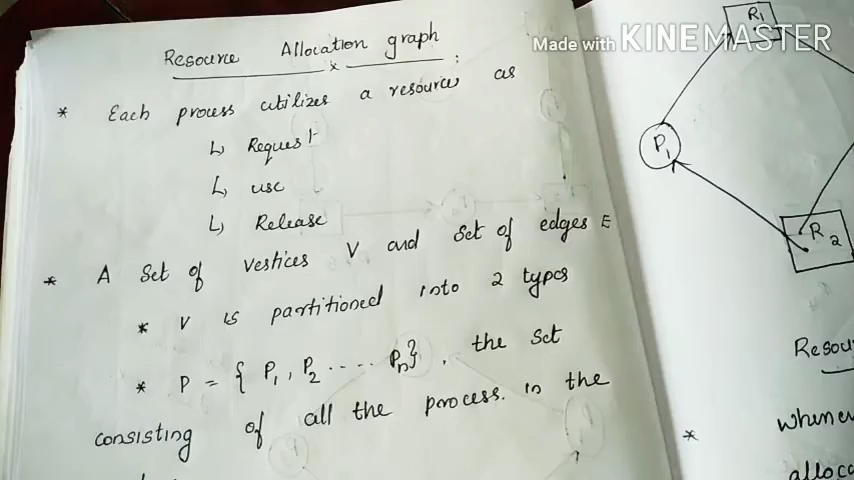 Resource Allocation graph :
* Each process utilizes a resource as
↳ Request
↳ use
↳ Release
* A Set of vestices V and Set of edges E
* V is partitioned into 2 types
* P = { P1, P2 ..... Pn}, the set
consisting of all the process. in the
Made with KINEMASTER
R1
P1
R2
Resou
*
whenev
alloca